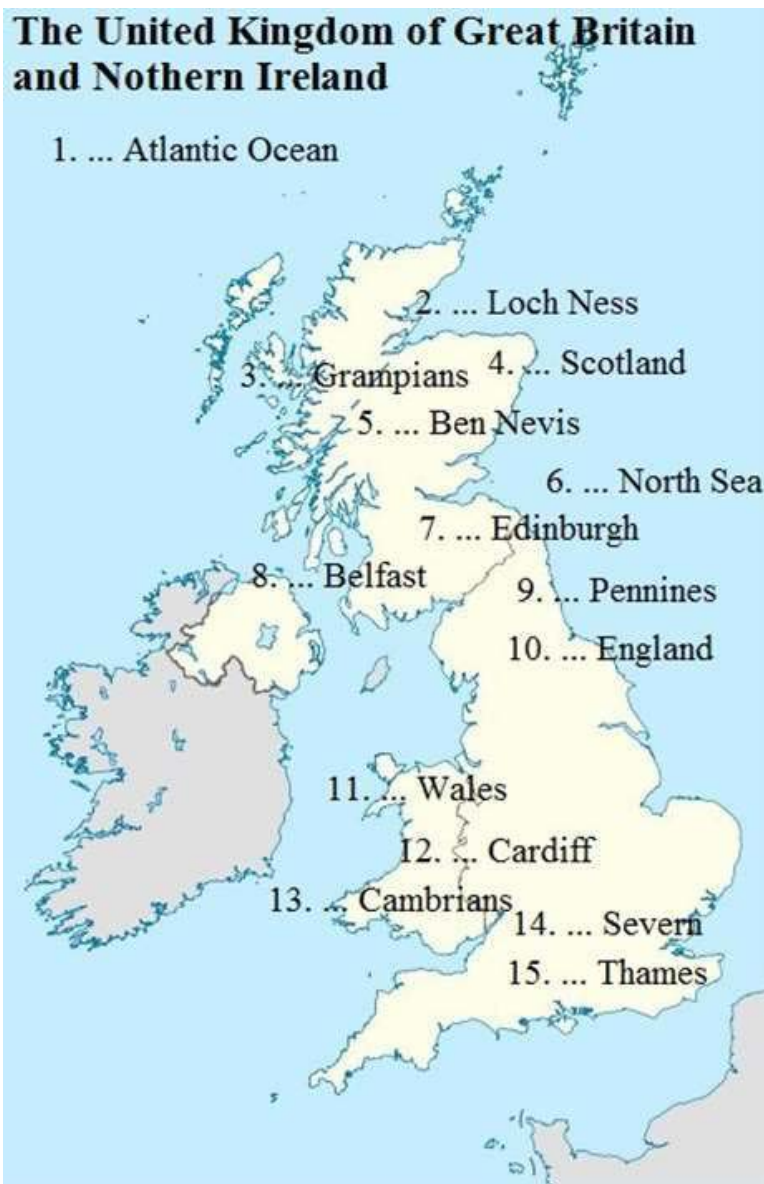 The United Kingdom of Great Britain
and Nothern Ireland
1. ... Atlantic Ocean
2. ... Loch Ness
3. ... Grampians
4. ... Scotland
5. ... Ben Nevis
6. ... North Sea
7. ... Edinburgh
8. ... Belfast
9. ... Pennines
10. ... England
11. ... Wales
12. ... Cardiff
13. ... Cambrians
14. ... Severn
15. ... Thames